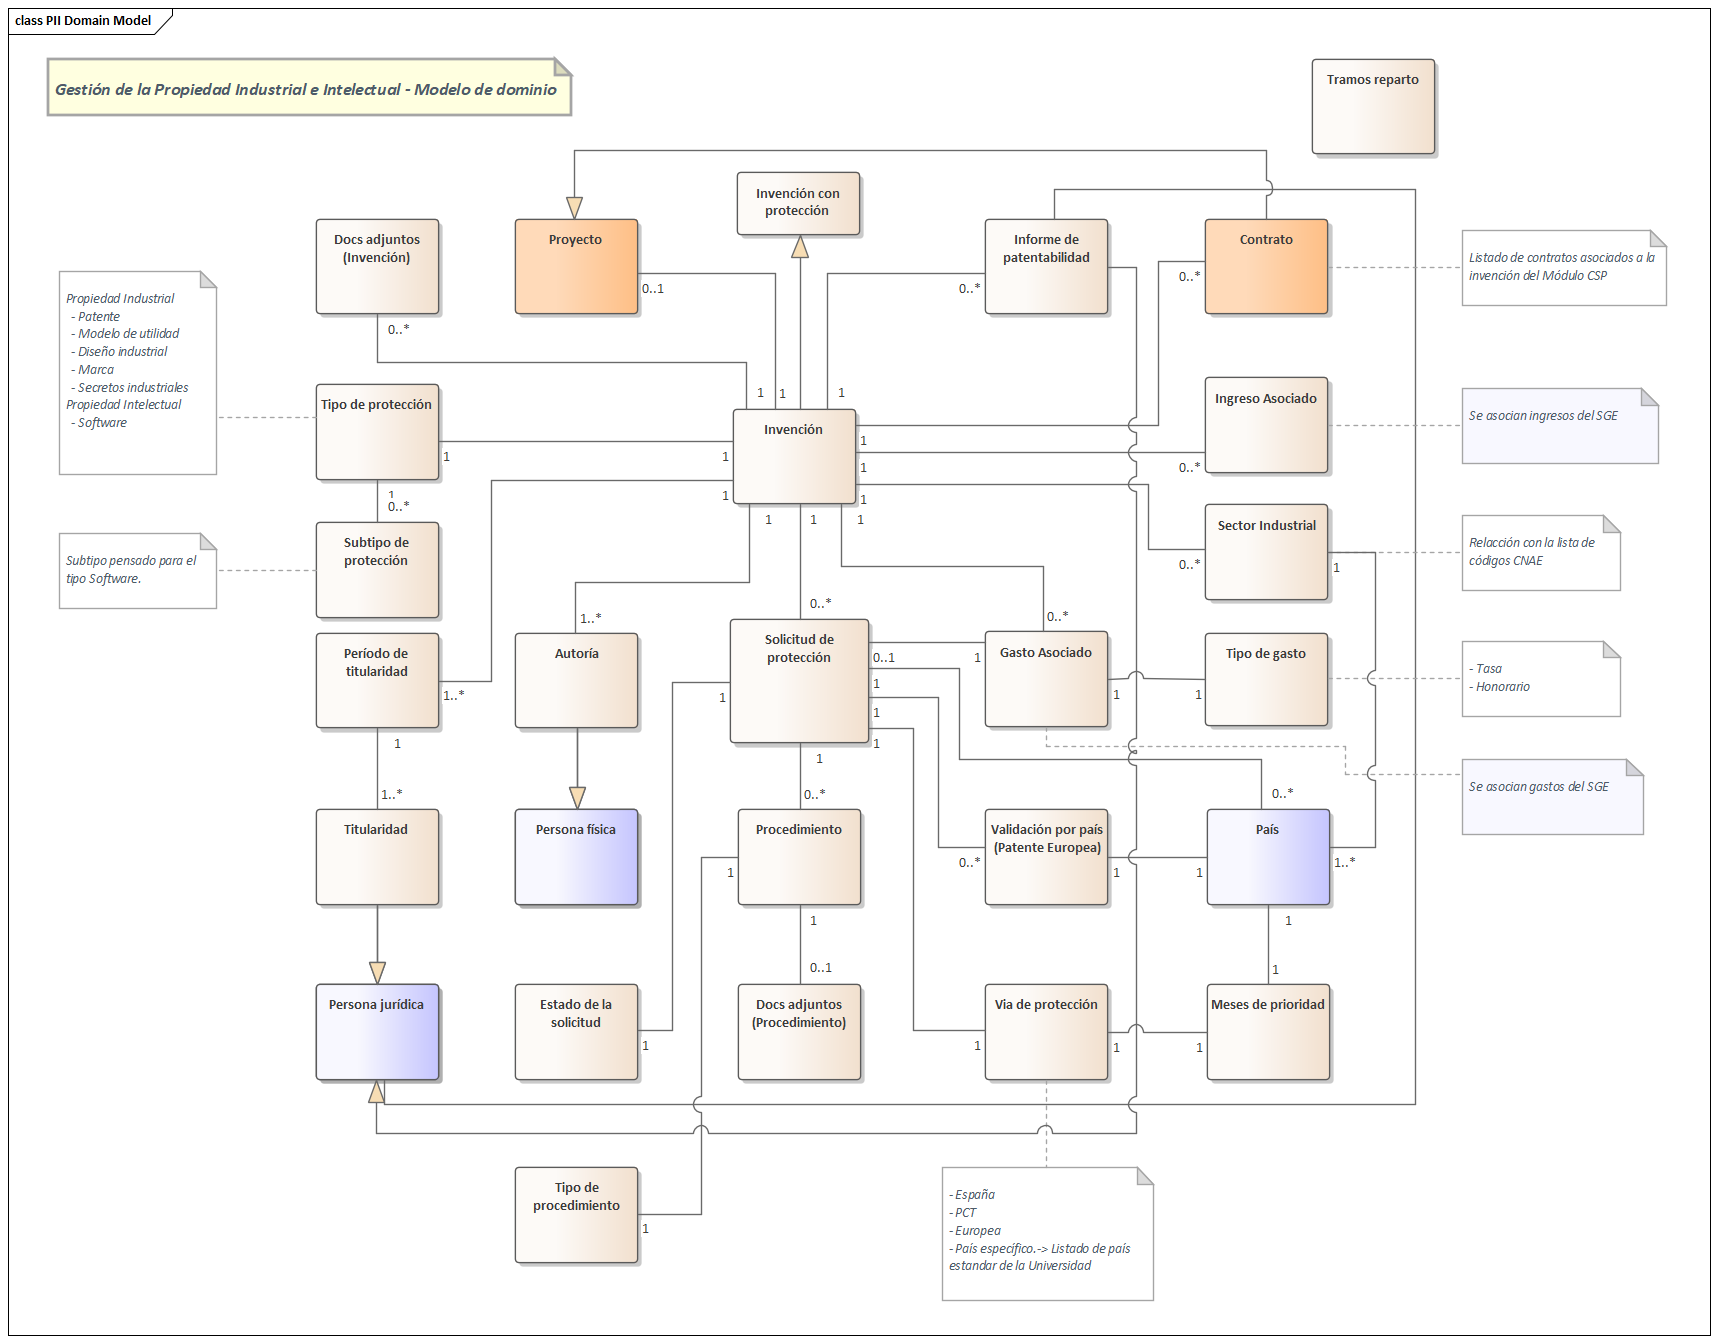 class PII Domain Model
Gestión de la Propiedad Industrial e Intelectual - Modelo de dominio
Tramos reparto
Invención con
protección
Docs adjuntos
(Invención)
0..*
Proyecto
0..1
Informe de
patentabilidad
0..*
Contrato
0..*
Listado de contratos asociados a la
invención del Módulo CSP
Propiedad Industrial
- Patente
- Modelo de utilidad
- Diseño industrial
- Marca
- Secretos industriales
Propiedad Intelectual
- Software
Tipo de protección
1
1
0..*
1
1
1
Invención
1
1
1
1
1
1
1
1
Ingreso Asociado
0..*
Se asocian ingresos del SGE
Subtipo pensado para el
tipo Software.
Subtipo de
protección
Sector Industrial
0..*
1
Relacción con la lista de
códigos CNAE
Período de
titularidad
1..*
1
1..*
Autoría
1..*
0..*
Solicitud de
protección
0..1
1
1
1
1
1
0..*
Gasto Asociado
1
0..*
1
Tipo de gasto
1
- Tasa
- Honorario
Se asocian gastos del SGE
Titularidad
Persona física
Procedimiento
1
1
0..1
Validación por país
(Patente Europea)
0..*
1
País
0..*
1
1..*
1
1
Persona jurídica
Estado de la
solicitud
1
Docs adjuntos
(Procedimiento)
Via de protección
1
1
Meses de prioridad
1
Tipo de
procedimiento
1
- España
- PCT
- Europea
- País específico.-> Listado de país
estandar de la Universidad